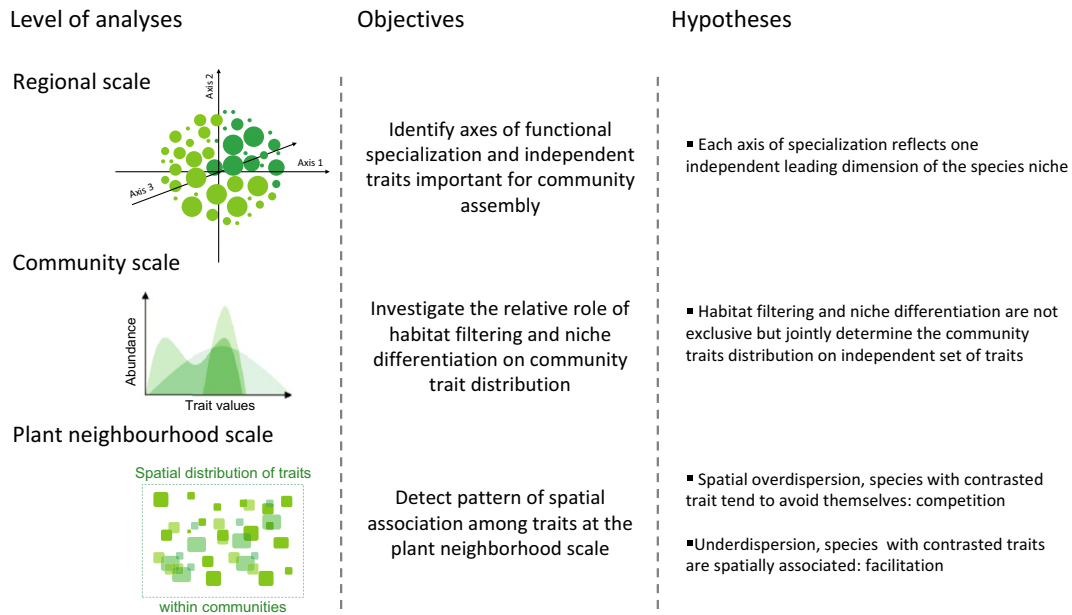 Level of analyses
Objectives
Hypotheses
Regional scale
Axis 2
Axis 1
Axis 3
Identify axes of functional
specialization and independent
traits important for community
assembly
▪ Each axis of specialization reflects one
independent leading dimension of the species niche
Community scale
Abundance
Trait values
Investigate the relative role of
habitat filtering and niche
differentiation on community
trait distribution
▪ Habitat filtering and niche differentiation are not
exclusive but jointly determine the community
traits distribution on independent set of traits
Plant neighbourhood scale
Spatial distribution of traits
within communities
Detect pattern of spatial
association among traits at the
plant neighborhood scale
▪ Spatial overdispersion, species with contrasted
trait tend to avoid themselves: competition
▪Underdispersion, species with contrasted traits
are spatially associated: facilitation